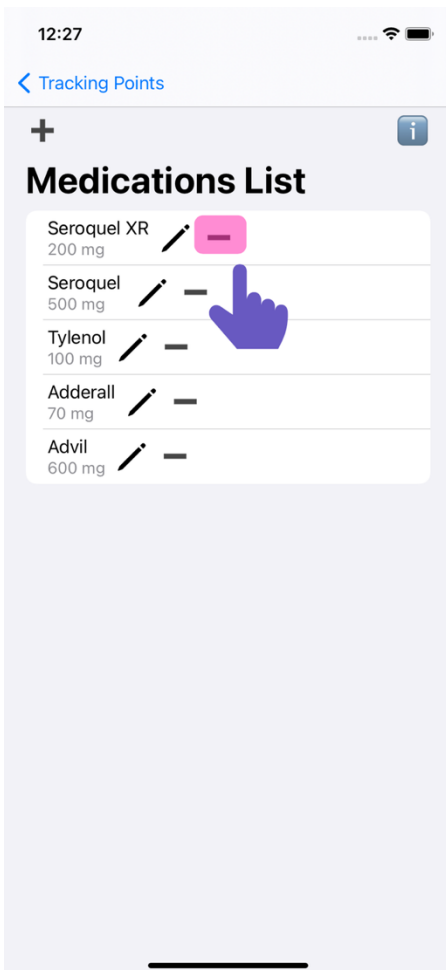 12:27
Tracking Points
i
Medications List
Seroquel XR
200 mg
Seroquel
500 mg
Tylenol
100 mg
Adderall
70 mg
Advil
600 mg